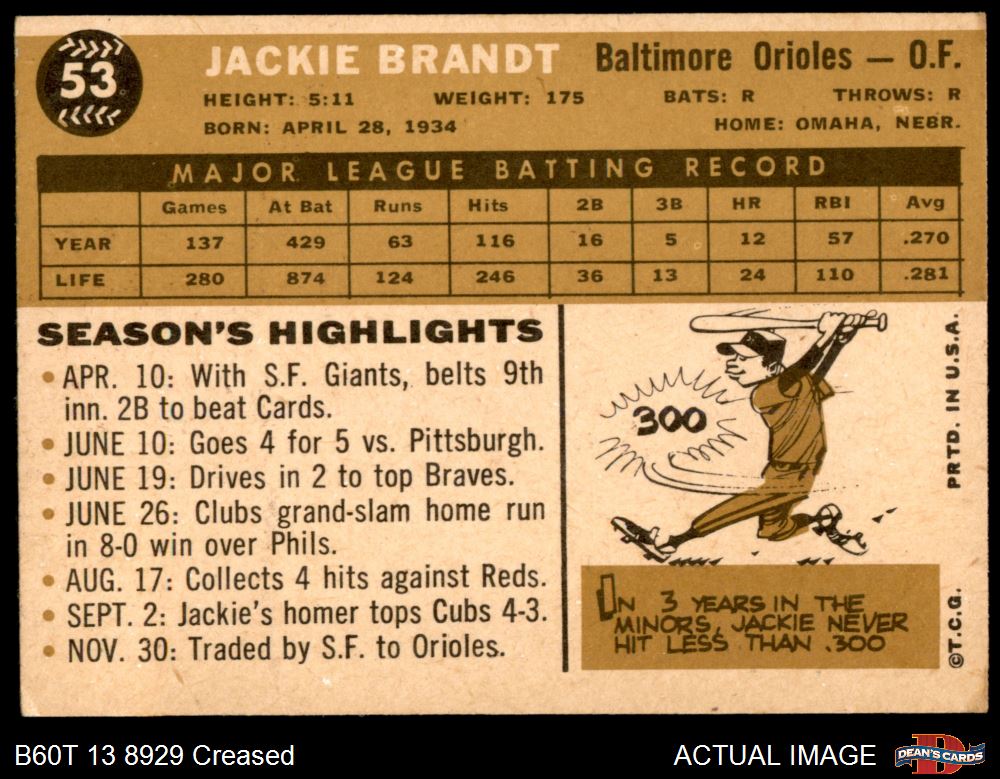 53
JACKIE BRANDT Baltimore Orioles — O.F.
HEIGHT: 5:11 WEIGHT: 175 BATS: R THROWS: R
BORN: APRIL 28, 1934 HOME: OMAHA, NEBR.
MAJOR LEAGUE BATTING RECORD
Games At Bat Runs Hits 2B 3B HR RBI Avg
YEAR 137 429 63 116 16 5 12 57 .270
LIFE 280 874 124 246 36 13 24 110 .281
SEASON'S HIGHLIGHTS
• APR. 10: With S.F. Giants, belts 9th
inn. 2B to beat Cards.
• JUNE 10: Goes 4 for 5 vs. Pittsburgh.
• JUNE 19: Drives in 2 to top Braves.
• JUNE 26: Clubs grand-slam home run
in 8-0 win over Phils.
• AUG. 17: Collects 4 hits against Reds.
• SEPT. 2: Jackie's homer tops Cubs 4-3.
• NOV. 30: Traded by S.F. to Orioles.
300
IN 3 YEARS IN THE
MINORS, JACKIE NEVER
HIT LESS THAN .300
PRTD. IN U.S.A.
©T.C.G.
B60T 13 8929 Creased
ACTUAL IMAGE
DEAN'S CARDS